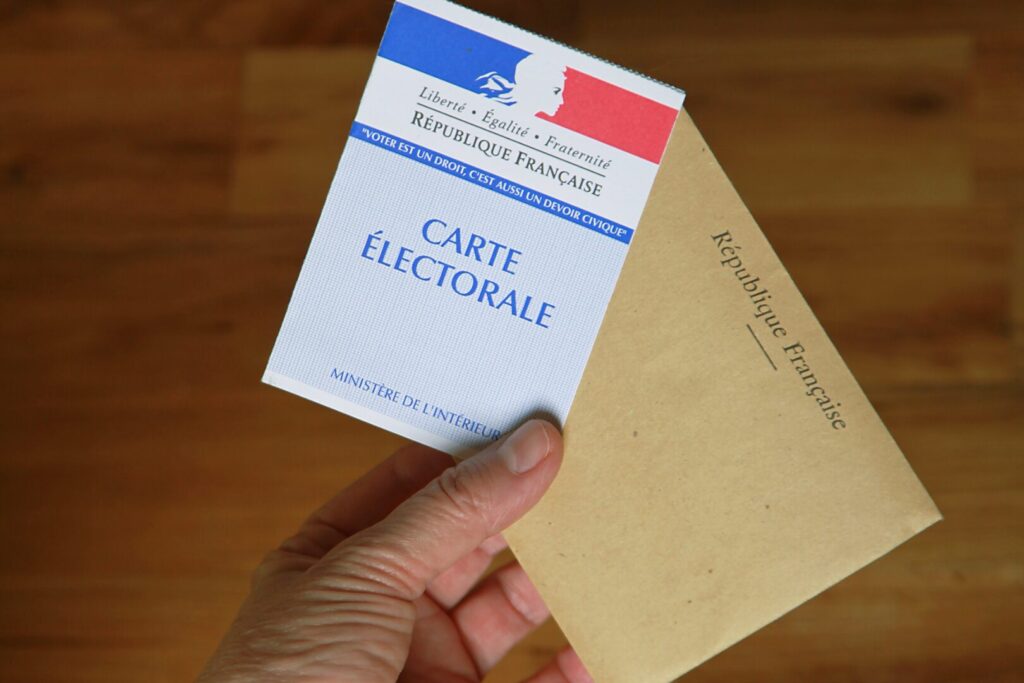 Liberté • Égalité • Fraternité
RÉPUBLIQUE FRANÇAISE
"VOTER EST UN DROIT, C'EST AUSSI UN DEVOIR CIVIQUE"
CARTE
ÉLECTORALE
MINISTÈRE DE L'INTÉRIEUR
République Française